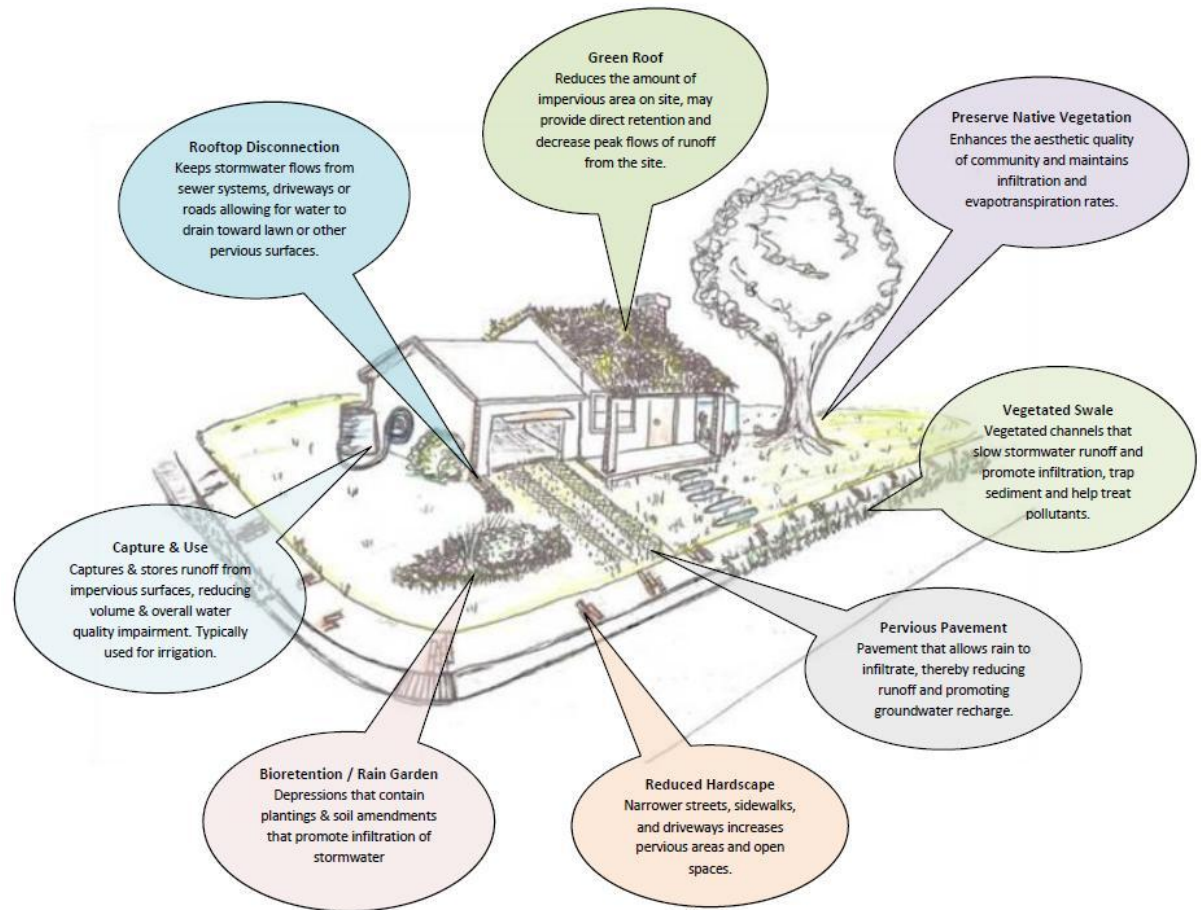 Green Roof
Reduces the amount of
impervious area on site, may
provide direct retention and
decrease peak flows of runoff
from the site.
Preserve Native Vegetation
Enhances the aesthetic quality
of community and maintains
infiltration and
evapotranspiration rates.
Rooftop Disconnection
Keeps stormwater flows from
sewer systems, driveways or
roads allowing for water to
drain toward lawn or other
pervious surfaces.
Vegetated Swale
Vegetated channels that
slow stormwater runoff and
promote infiltration, trap
sediment and help treat
pollutants.
Capture & Use
Captures & stores runoff from
impervious surfaces, reducing
volume & overall water
quality impairment. Typically
used for irrigation.
Pervious Pavement
Pavement that allows rain to
infiltrate, thereby reducing
runoff and promoting
groundwater recharge.
Bioretention / Rain Garden
Depressions that contain
plantings & soil amendments
that promote infiltration of
stormwater
Reduced Hardscape
Narrower streets, sidewalks,
and driveways increases
pervious areas and open
spaces.